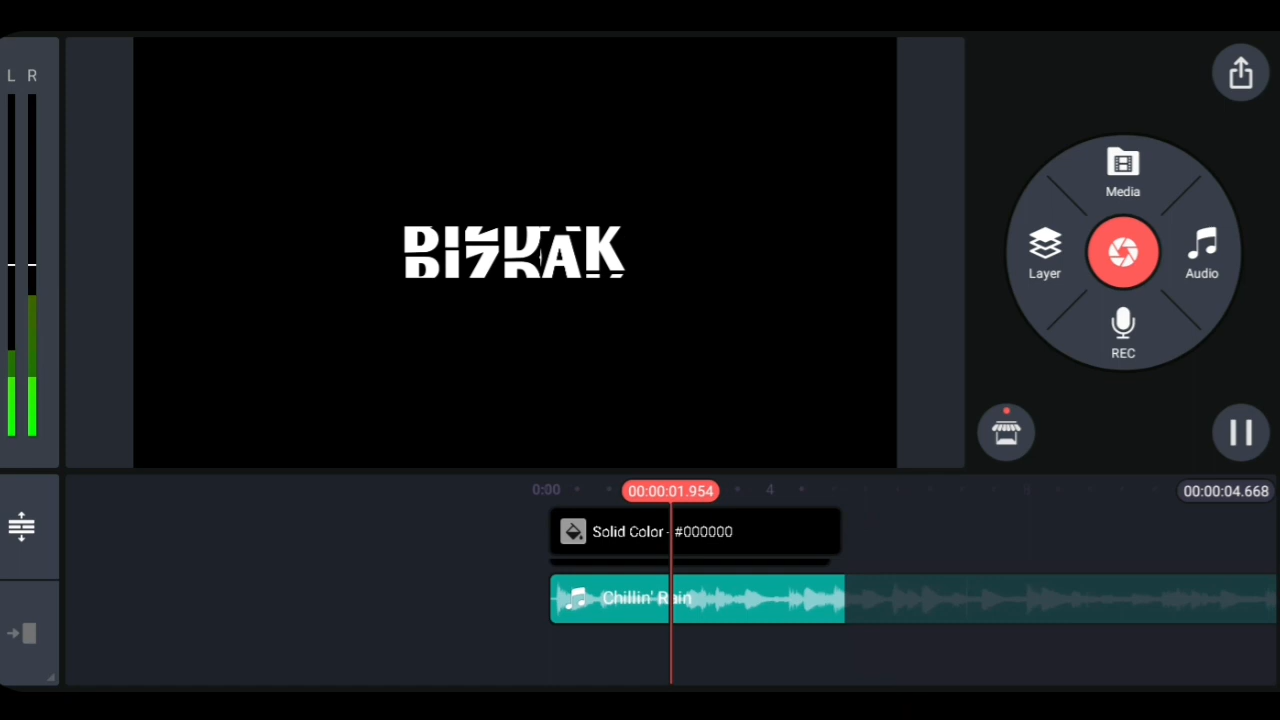 L R
Media
Layer
Audio
REC
0:00
00:00:01.954
4
00:00:04.668
Solid Color - #000000
Chillin' Rain